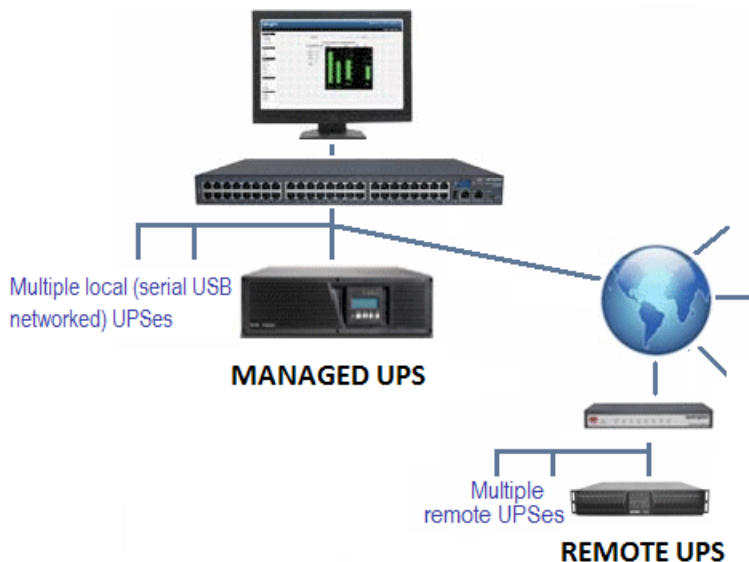 Multiple local (serial USB
networked) UPSes
MANAGED UPS
Multiple
remote UPSes
REMOTE UPS